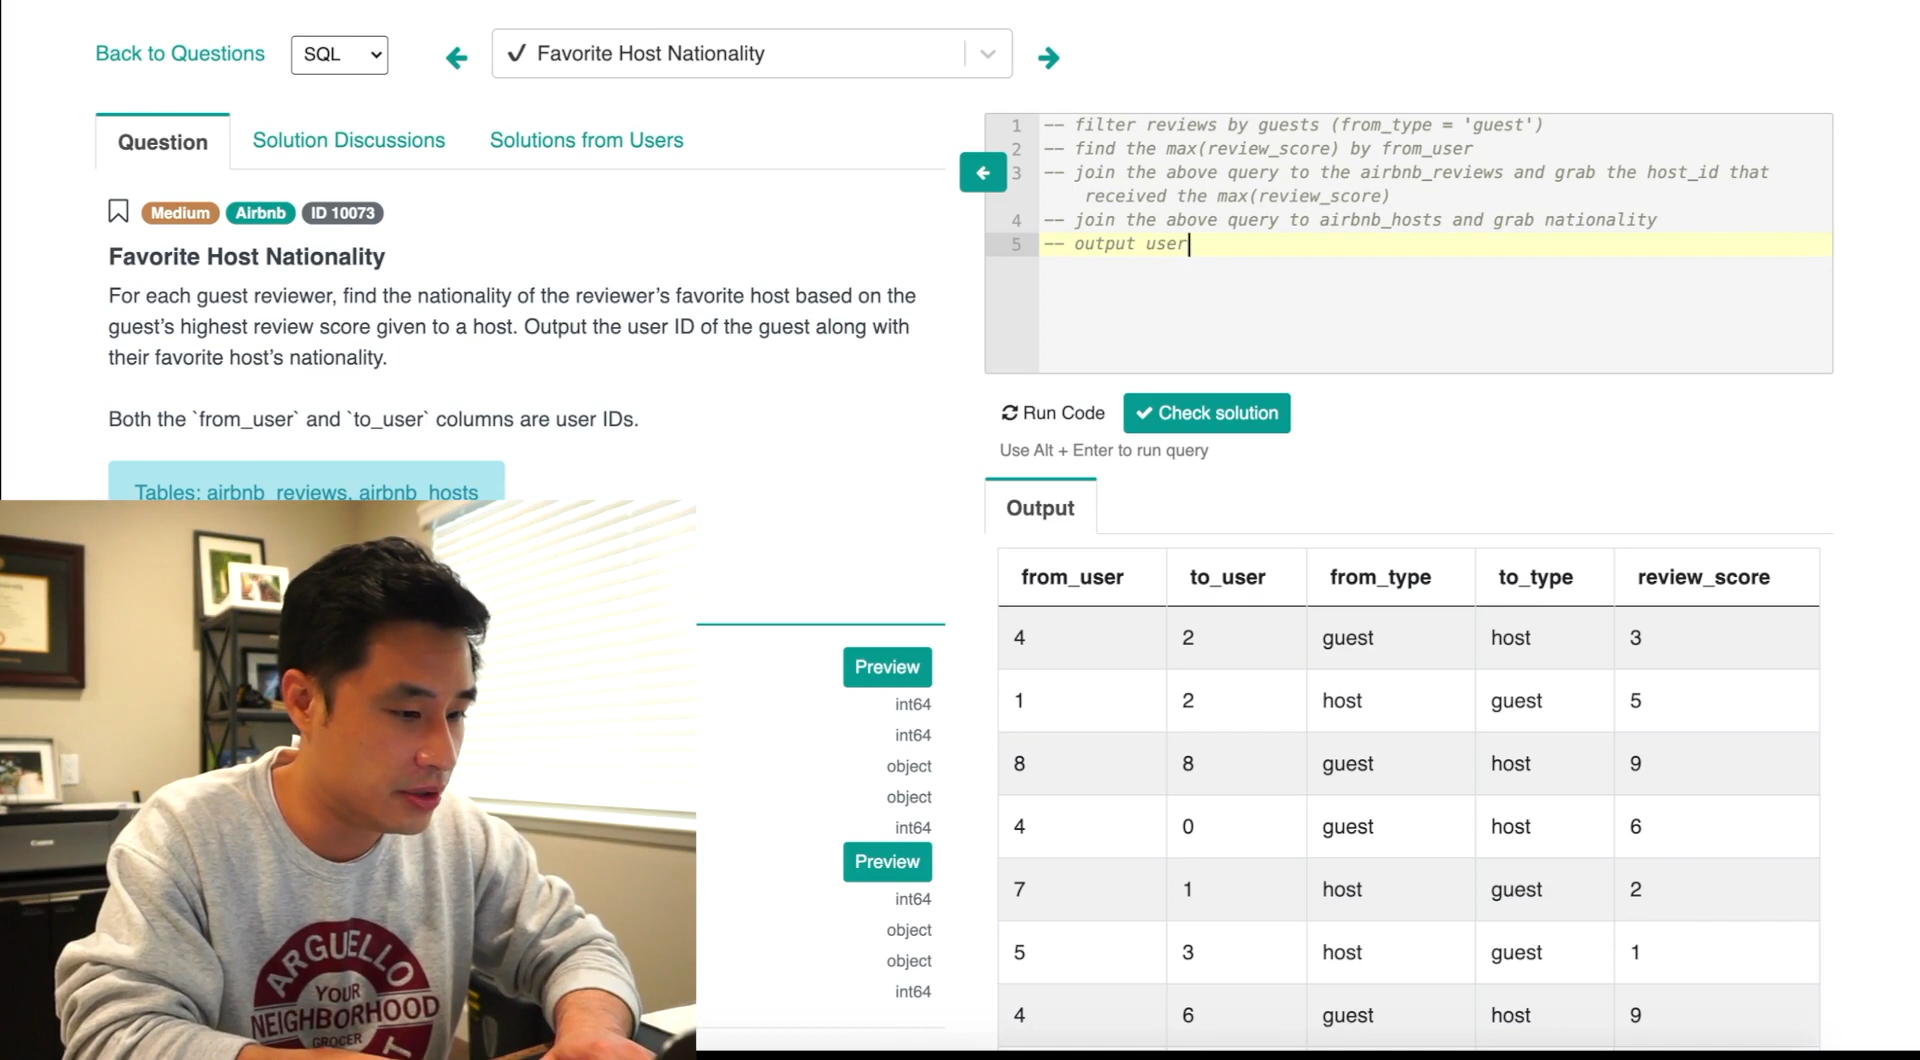 Back to Questions
SQL
Favorite Host Nationality
Question
Solution Discussions
Solutions from Users
Medium
Airbnb
ID 10073
Favorite Host Nationality
For each guest reviewer, find the nationality of the reviewer's favorite host based on the
guest's highest review score given to a host. Output the user ID of the guest along with
their favorite host's nationality.
Both the `from_user` and `to_user` columns are user IDs.
Tables: airbnb_reviews, airbnb_hosts
Preview
int64
int64
object
object
int64
Preview
int64
object
object
int64
1 -- filter reviews by guests (from_type = 'guest')
2 -- find the max(review_score) by from_user
3 -- join the above query to the airbnb_reviews and grab the host_id that
received the max(review_score)
4 -- join the above query to airbnb_hosts and grab nationality
5 -- output user
Run Code
Check solution
Use Alt + Enter to run query
Output
from_user to_user from_type to_type review_score
4 2 guest host 3
1 2 host guest 5
8 8 guest host 9
4 0 guest host 6
7 1 host guest 2
5 3 host guest 1
4 6 guest host 9
Canon
ARGUELLO
YOUR
NEIGHBORHOOD
GROCER